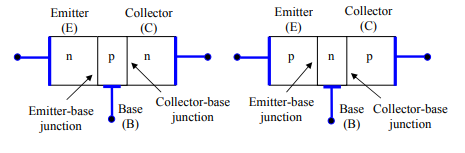 Emitter
(E)
Collector
(C)
n
p
n
Emitter-base
junction
Base
(B)
Collector-base
junction
Emitter
(E)
Collector
(C)
p
n
p
Emitter-base
junction
Base
(B)
Collector-base
junction